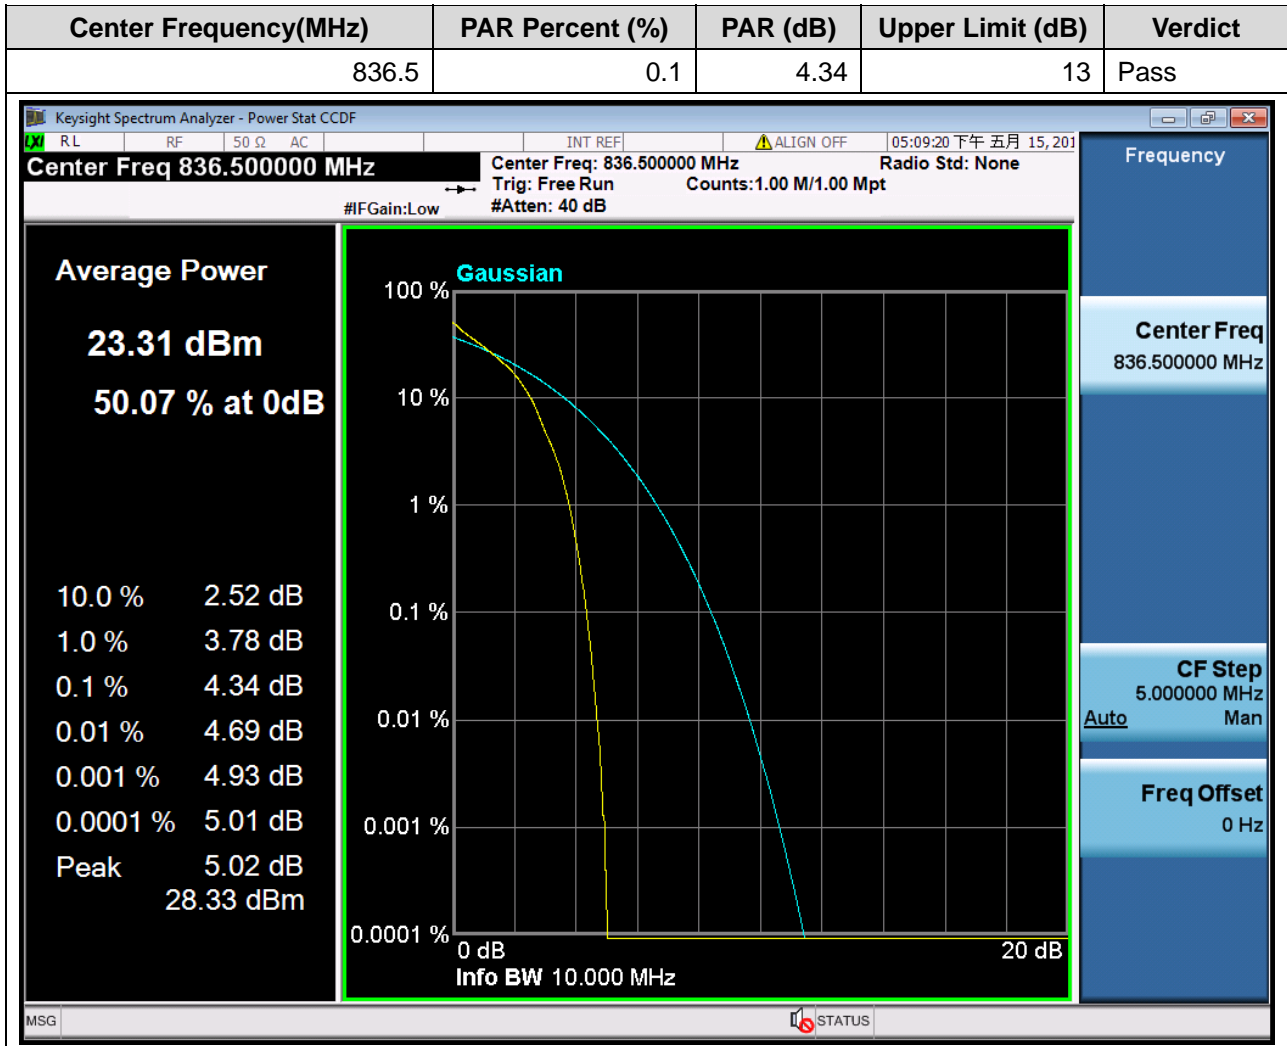 Center Frequency(MHz) PAR Percent (%) PAR (dB) Upper Limit (dB) Verdict
836.5 0.1 4.34 13 Pass
Keysight Spectrum Analyzer - Power Stat CCDF
LXI RL RF 50 Ω AC INT REF ALIGN OFF 05:09:20 下午 五月 15, 201
Center Freq 836.500000 MHz
Center Freq: 836.500000 MHz Radio Std: None
Trig: Free Run Counts:1.00 M/1.00 Mpt
#IFGain:Low #Atten: 40 dB
Frequency
Average Power
23.31 dBm
50.07 % at 0dB
10.0 % 2.52 dB
1.0 % 3.78 dB
0.1 % 4.34 dB
0.01 % 4.69 dB
0.001 % 4.93 dB
0.0001 % 5.01 dB
Peak 5.02 dB
28.33 dBm
Gaussian
100 %
10 %
1 %
0.1 %
0.01 %
0.001 %
0.0001 %
0 dB 20 dB
Info BW 10.000 MHz
Center Freq
836.500000 MHz
CF Step
5.000000 MHz
Auto Man
Freq Offset
0 Hz
MSG STATUS